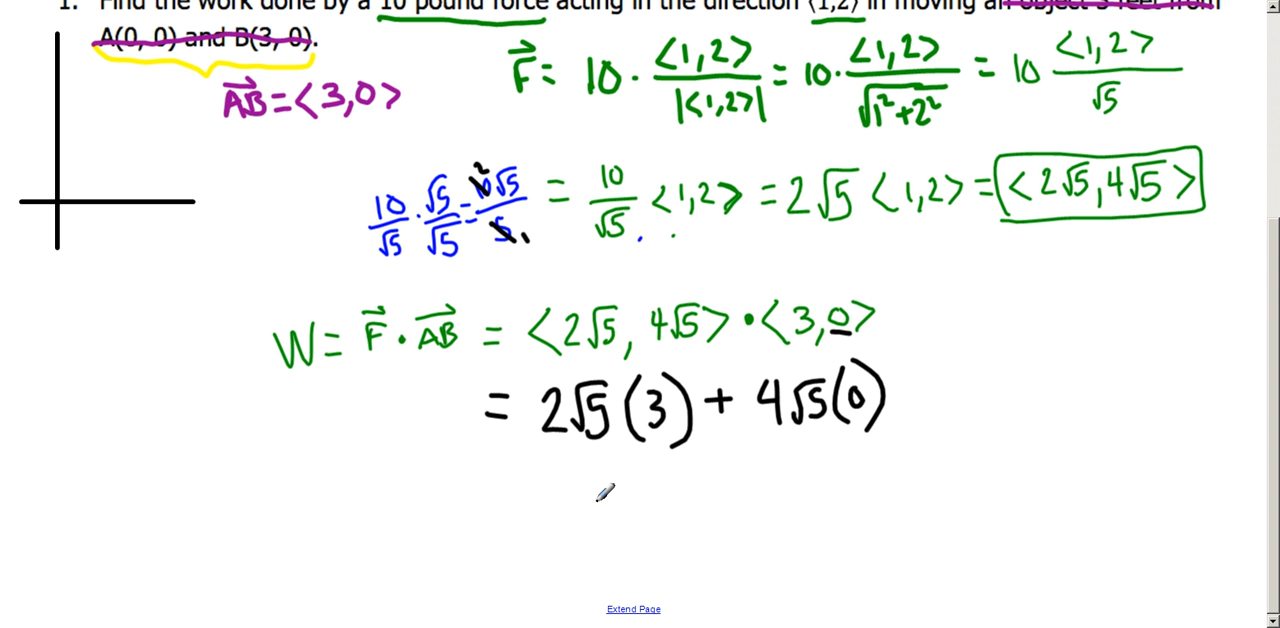 1. Find the work done by a 10 pound force acting in the direction ⟨1,2⟩ in moving an object 3 feet from
A(0, 0) and B(3, 0).
AB = <3,0>
F = 10 · <1,2> / |<1,2>| = 10 · <1,2> / √1²+2² = 10 <1,2> / √5
10/√5 · √5/√5 = 10√5/5 2 1 = 10/√5 <1,2> = 2√5 <1,2> = <2√5, 4√5>
W = F · AB = <2√5, 4√5> • <3,0>
= 2√5 (3) + 4√5 (0)
Extend Page